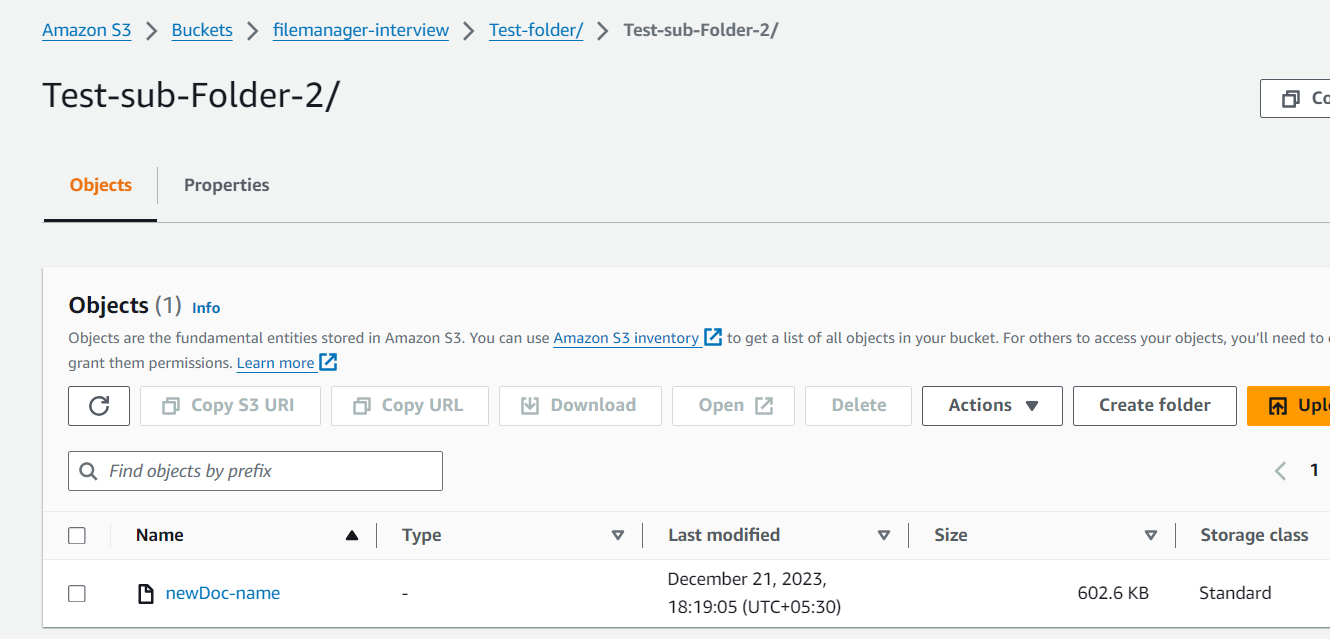 Amazon S3 > Buckets > filemanager-interview > Test-folder/ > Test-sub-Folder-2/
Test-sub-Folder-2/
Objects Properties
Objects (1) Info
Objects are the fundamental entities stored in Amazon S3. You can use Amazon S3 inventory to get a list of all objects in your bucket. For others to access your objects, you'll need to
grant them permissions. Learn more
Copy S3 URI Copy URL Download Open Delete Actions Create folder
Find objects by prefix 1
Name Type Last modified Size Storage class
newDoc-name - December 21, 2023, 602.6 KB Standard
18:19:05 (UTC+05:30)